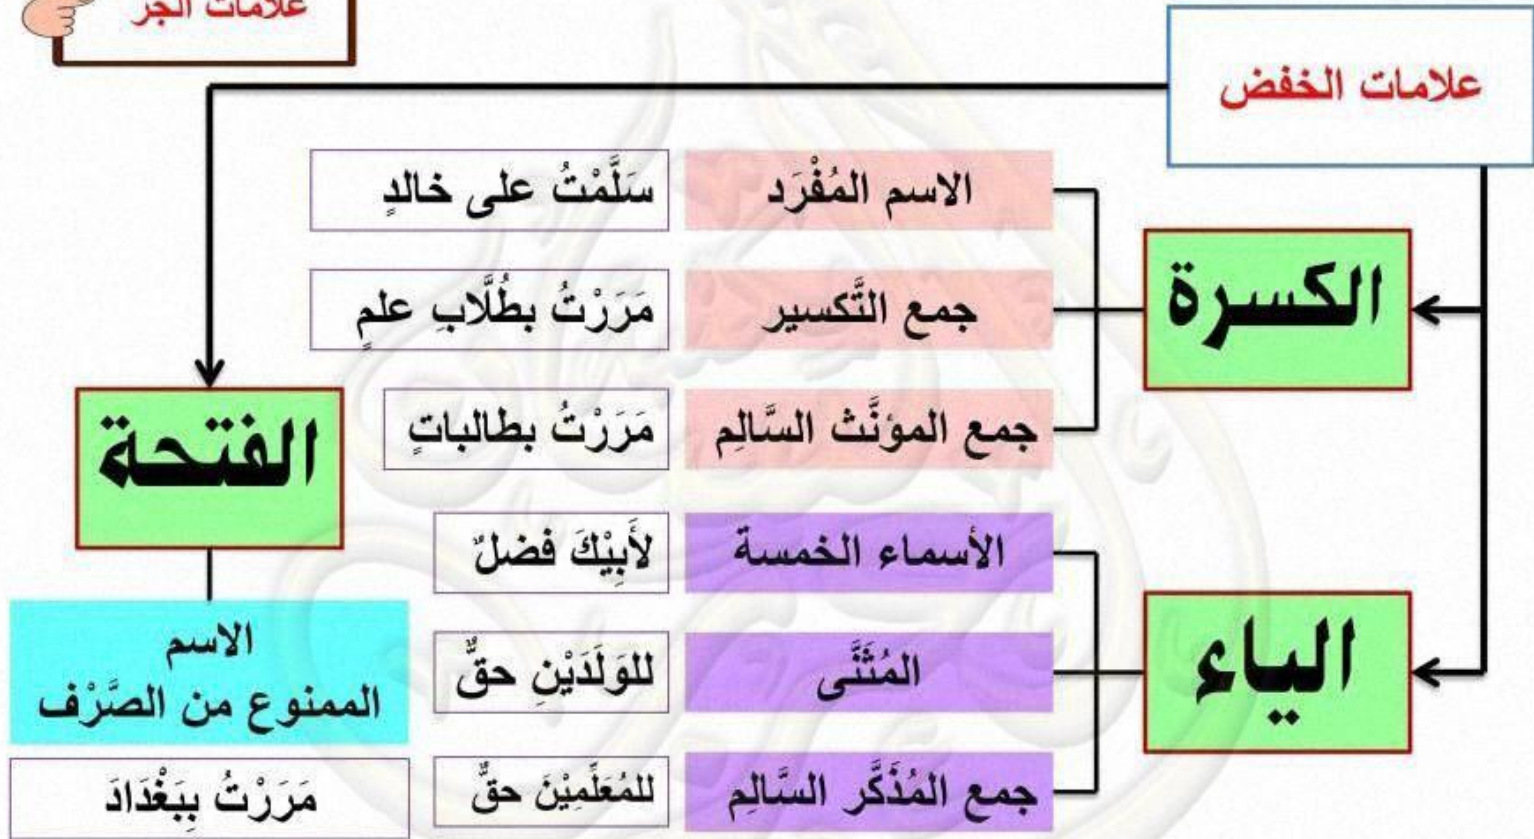 علامات الجر
علامات الخفض
الكسرة
الاسم المُفْرَد
سَلَّمْتُ على خالدٍ
جمع التَّكسير
مَرَرْتُ بطُلَّابِ علمٍ
جمع المؤنَّث السَّالِم
مَرَرْتُ بطالباتٍ
الياء
الأسماء الخمسة
لأَبِيْكَ فضلٌ
المُثَنَّى
للوَلَدَيْنِ حقٌّ
جمع المُذَكَّر السَّالِم
للمُعَلِّمِيْنَ حقٌّ
الفتحة
الاسم
الممنوع من الصَّرْف
مَرَرْتُ بِبَغْدَادَ